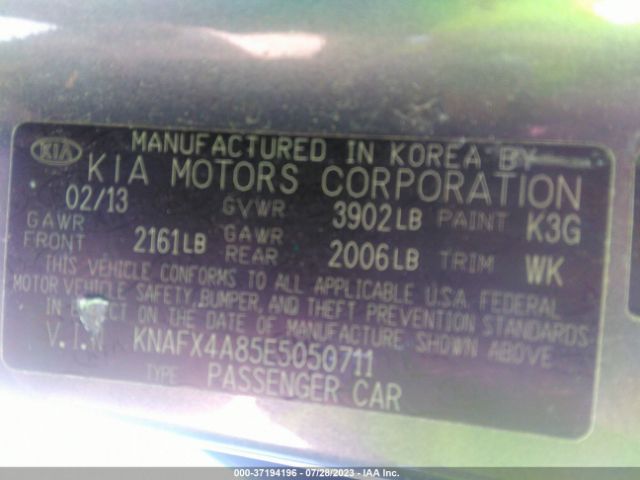 KIA MANUFACTURED IN KOREA BY
KIA MOTORS CORPORATION
02/13 GVWR 3902LB PAINT K3G
GAWR FRONT 2161LB GAWR REAR 2006LB TRIM WK
THIS VEHICLE CONFORMS TO ALL APPLICABLE U.S.A. FEDERAL
MOTOR VEHICLE SAFETY, BUMPER, AND THEFT PREVENTION STANDARDS
IN EFFECT ON THE DATE OF MANUFACTURE SHOWN ABOVE
V.I.N KNAFX4A85E5050711
TYPE PASSENGER CAR
000-37194196 - 07/28/2023 - IAA Inc.